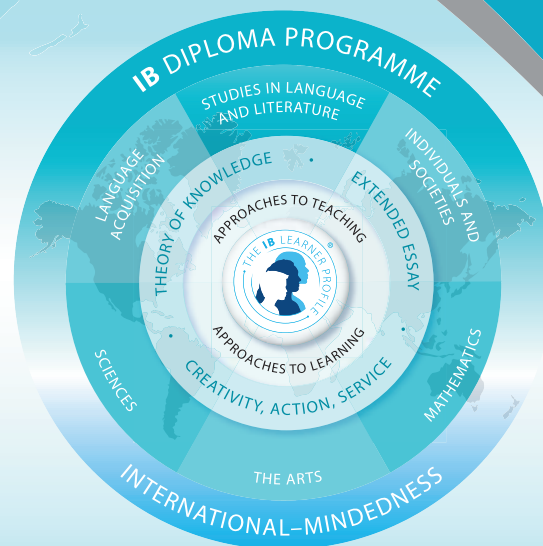 IB DIPLOMA PROGRAMME
STUDIES IN LANGUAGE
AND LITERATURE
LANGUAGE
ACQUISITION
INDIVIDUALS AND
SOCIETIES
THEORY OF KNOWLEDGE
EXTENDED ESSAY
APPROACHES TO TEACHING
THE IB LEARNER PROFILE ®
APPROACHES TO LEARNING
CREATIVITY, ACTION, SERVICE
SCIENCES
MATHEMATICS
THE ARTS
INTERNATIONAL–MINDEDNESS